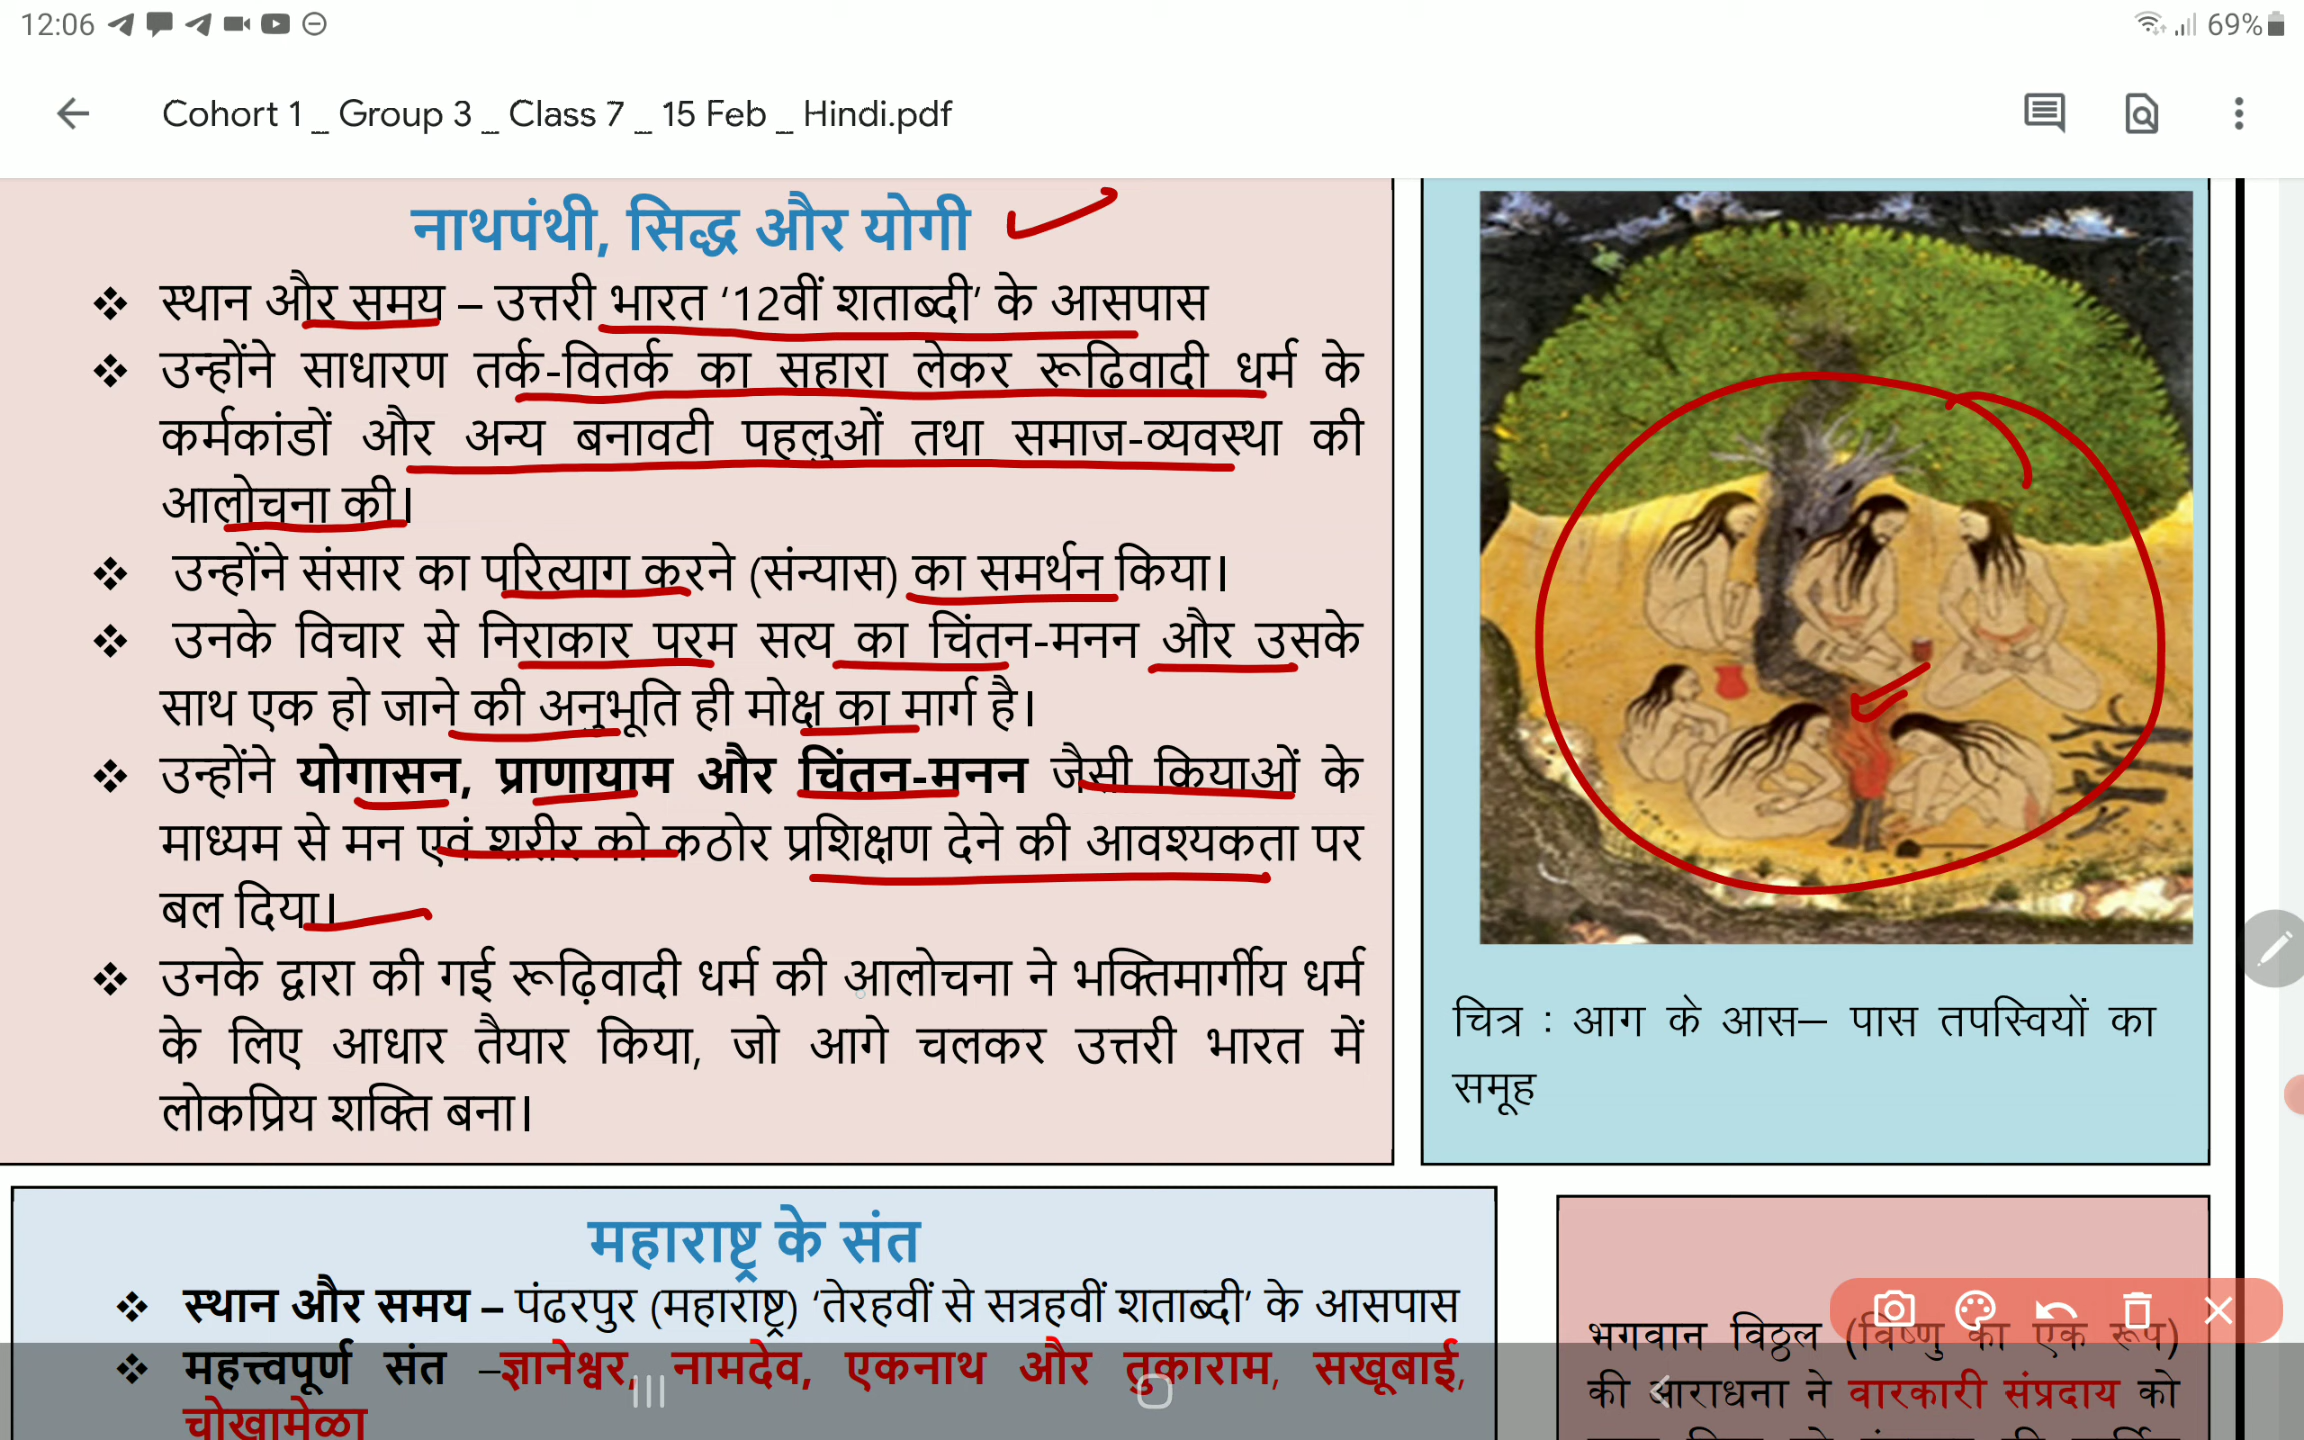 12:06
69%
Cohort 1 _ Group 3 _ Class 7 _ 15 Feb _ Hindi.pdf
नाथपंथी, सिद्ध और योगी
❖ स्थान और समय – उत्तरी भारत ‘12वीं शताब्दी’ के आसपास
❖ उन्होंने साधारण तर्क-वितर्क का सहारा लेकर रूढिवादी धर्म के
कर्मकांडों और अन्य बनावटी पहलुओं तथा समाज-व्यवस्था की
आलोचना की।
❖ उन्होंने संसार का परित्याग करने (संन्यास) का समर्थन किया।
❖ उनके विचार से निराकार परम सत्य का चिंतन-मनन और उसके
साथ एक हो जाने की अनुभूति ही मोक्ष का मार्ग है।
❖ उन्होंने योगासन, प्राणायाम और चिंतन-मनन जैसी कियाओं के
माध्यम से मन एवं शरीर को कठोर प्रशिक्षण देने की आवश्यकता पर
बल दिया।
❖ उनके द्वारा की गई रूढ़िवादी धर्म की आलोचना ने भक्तिमार्गीय धर्म
के लिए आधार तैयार किया, जो आगे चलकर उत्तरी भारत में
लोकप्रिय शक्ति बना।
चित्र : आग के आस– पास तपस्वियों का
समूह
महाराष्ट्र के संत
❖ स्थान और समय – पंढरपुर (महाराष्ट्र) ‘तेरहवीं से सत्रहवीं शताब्दी’ के आसपास
❖ महत्त्वपूर्ण संत –ज्ञानेश्वर, नामदेव, एकनाथ और तुकाराम, सखूबाई,
चोखामेळा
भगवान विठ्ठल (विष्णु का एक रूप)
की आराधना ने वारकारी संप्रदाय को